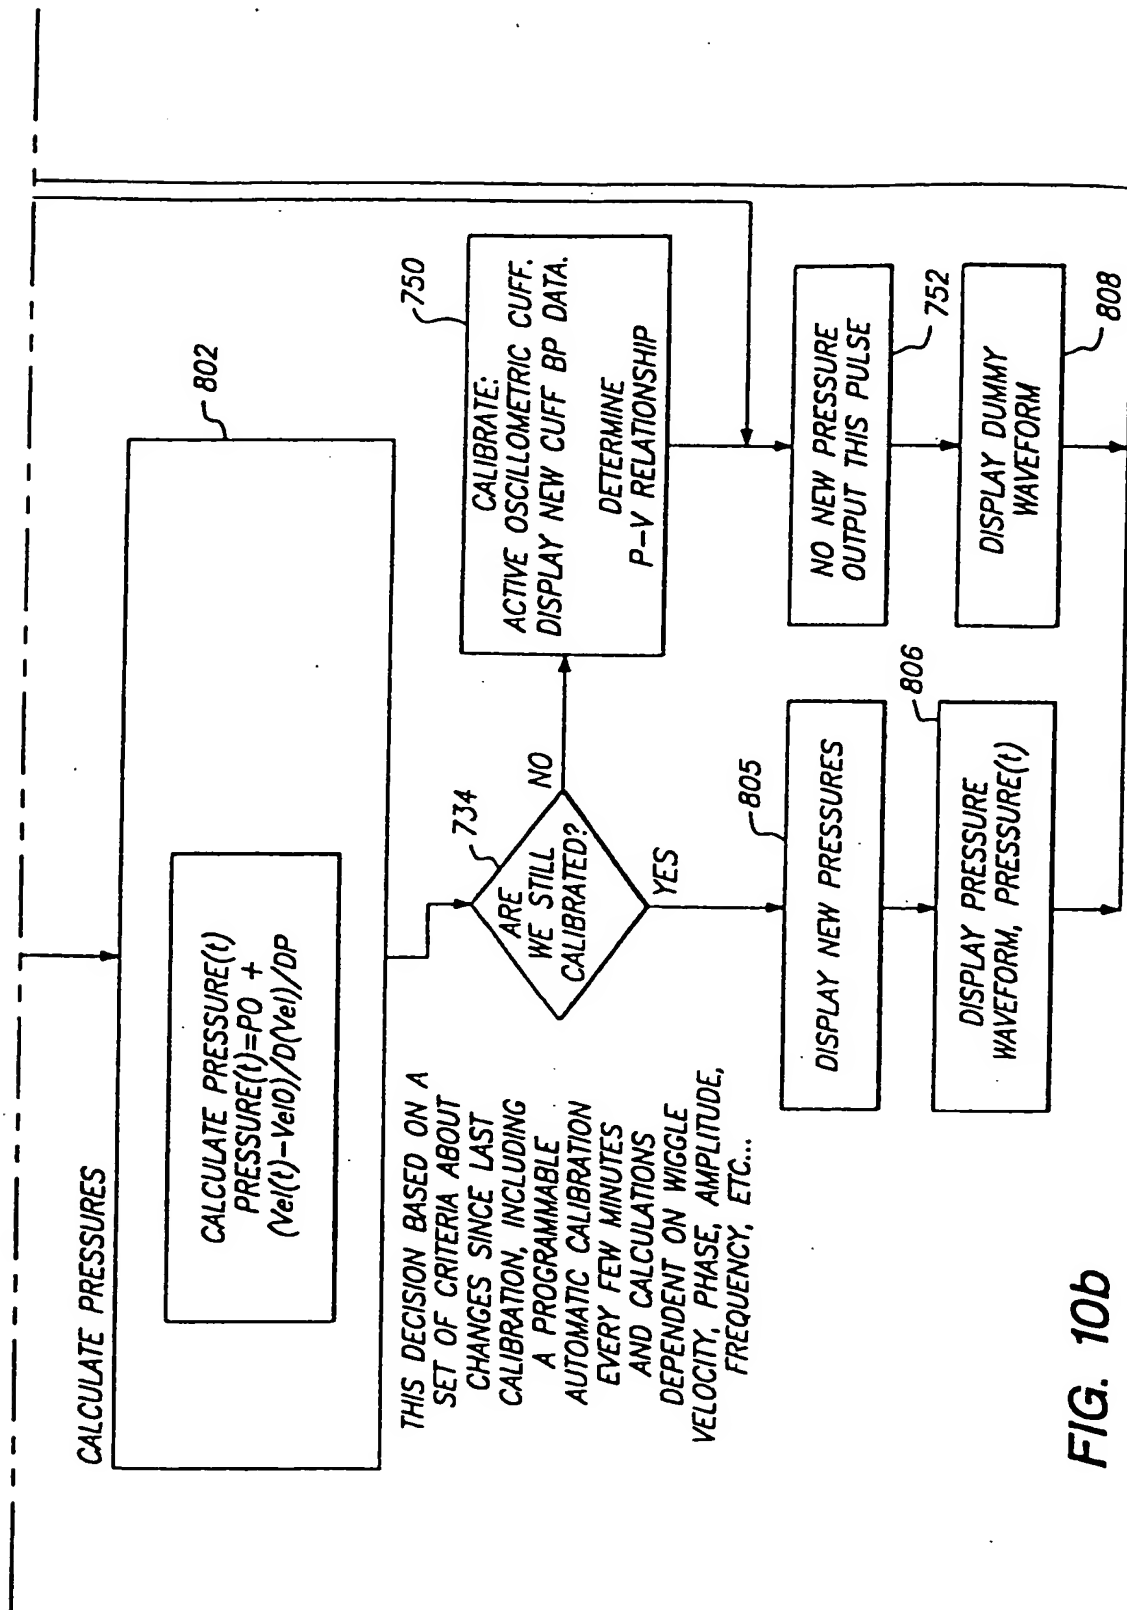 CALCULATE PRESSURES
802
CALCULATE PRESSURE(t)
PRESSURE(t)=PO +
(Vel(t)-VelO)/D(Vel)/DP
THIS DECISION BASED ON A
SET OF CRITERIA ABOUT
CHANGES SINCE LAST
CALIBRATION, INCLUDING
A PROGRAMMABLE
AUTOMATIC CALIBRATION
EVERY FEW MINUTES
AND CALCULATIONS
DEPENDENT ON WIGGLE
VELOCITY, PHASE, AMPLITUDE,
FREQUENCY, ETC...
734
ARE
WE STILL
CALIBRATED?
NO
YES
750
CALIBRATE:
ACTIVE OSCILLOMETRIC CUFF.
DISPLAY NEW CUFF BP DATA.
DETERMINE
P-V RELATIONSHIP
805
DISPLAY NEW PRESSURES
NO NEW PRESSURE
OUTPUT THIS PULSE
752
806
DISPLAY PRESSURE
WAVEFORM, PRESSURE(t)
DISPLAY DUMMY
WAVEFORM
808
FIG. 10b